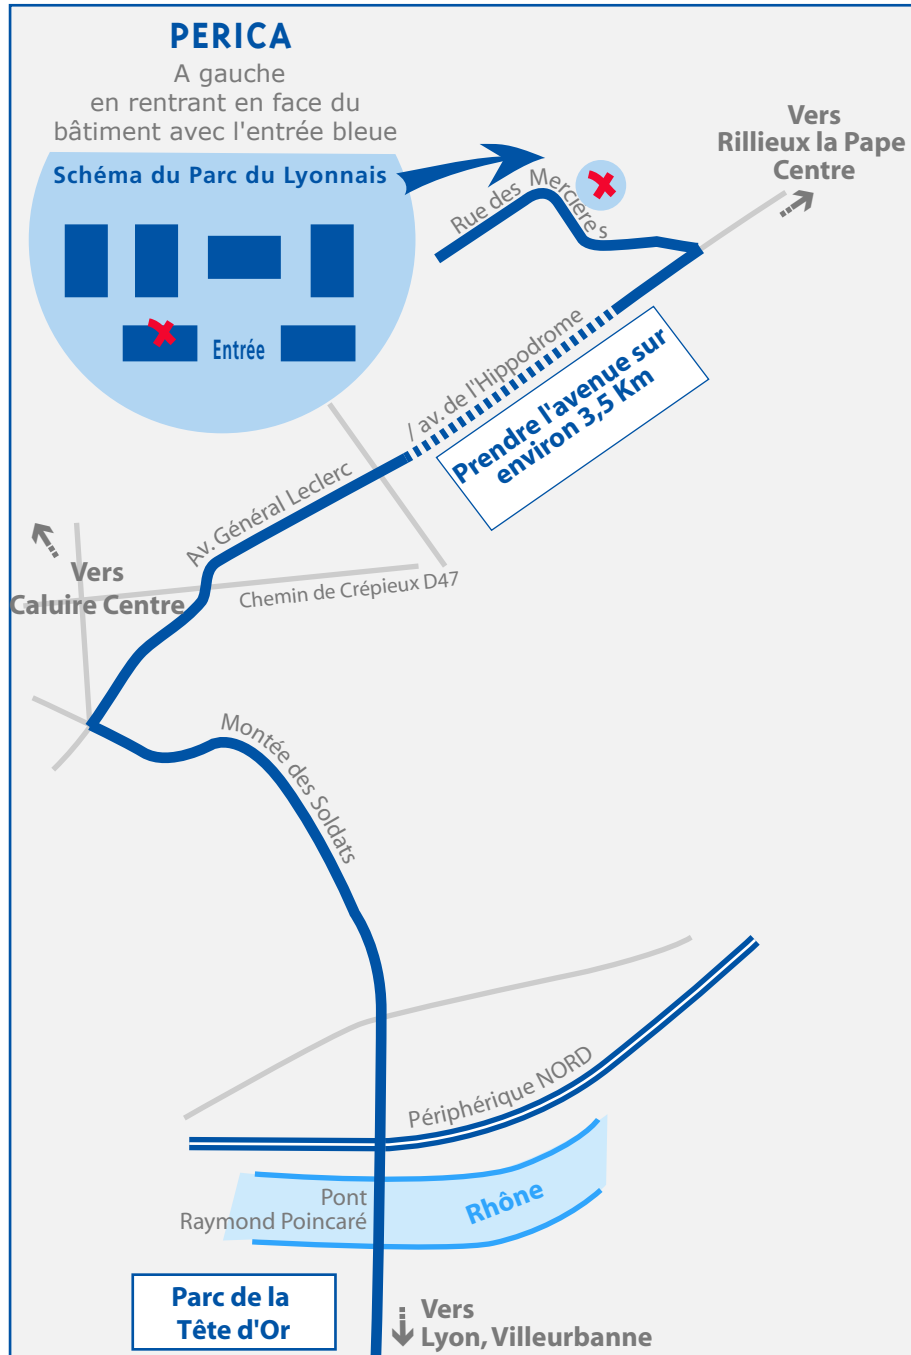 PERICA
A gauche
en rentrant en face du
bâtiment avec l'entrée bleue
Schéma du Parc du Lyonnais
Entrée
Rue des Mercières
Vers
Rillieux la Pape
Centre
/ av. de l'Hippodrome
Prendre l'avenue sur
environ 3,5 Km
Av. Général Leclerc
Vers
Caluire Centre
Chemin de Crépieux D47
Montée des Soldats
Périphérique NORD
Pont
Raymond Poincaré
Rhône
Parc de la
Tête d'Or
Vers
Lyon, Villeurbanne